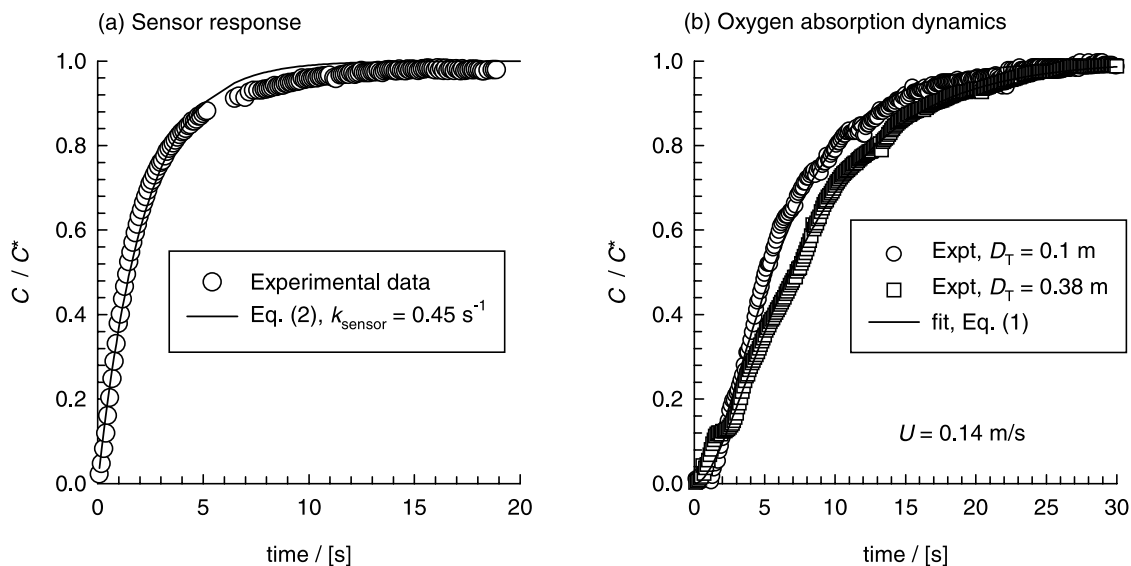 (a) Sensor response
1.0
0.8
0.6
0.4
0.2
0.0
C / C*
Experimental data
Eq. (2), k_sensor = 0.45 s⁻¹
0 5 10 15 20
time / [s]
(b) Oxygen absorption dynamics
1.0
0.8
0.6
0.4
0.2
0.0
C / C*
Expt, D_T = 0.1 m
Expt, D_T = 0.38 m
fit, Eq. (1)
U = 0.14 m/s
0 5 10 15 20 25 30
time / [s]